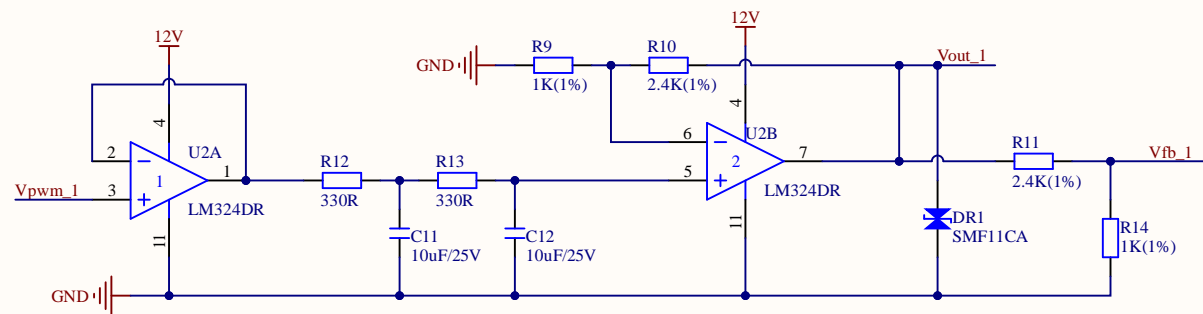 12V
12V
R9
R10
GND
1K(1%)
2.4K(1%)
Vout_1
4
4
U2A
U2B
2
1
1
R12
R13
6
2
7
R11
Vfb_1
Vpwm_1
3
LM324DR
330R
330R
5
LM324DR
2.4K(1%)
11
11
C11
10uF/25V
C12
10uF/25V
DR1
SMF11CA
R14
1K(1%)
GND